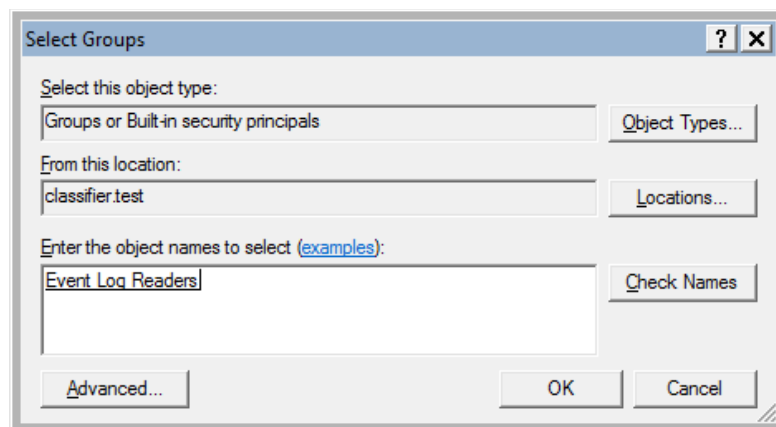 Select Groups
? X
Select this object type:
Groups or Built-in security principals
Object Types...
From this location:
classifier.test
Locations...
Enter the object names to select (examples):
Event Log Readers
Check Names
Advanced...
OK
Cancel